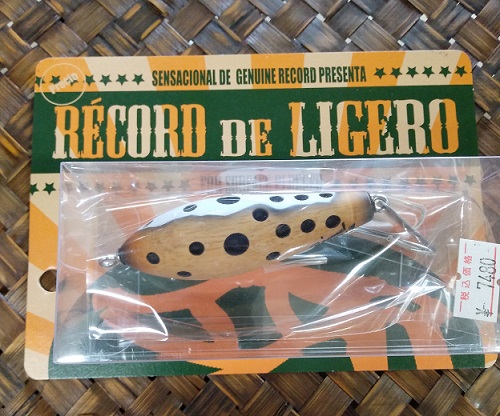 SENSACIONAL DE GENUINE RECORD PRESENTA
RÉCORD DE LIGERO
税込価格
¥ 7480